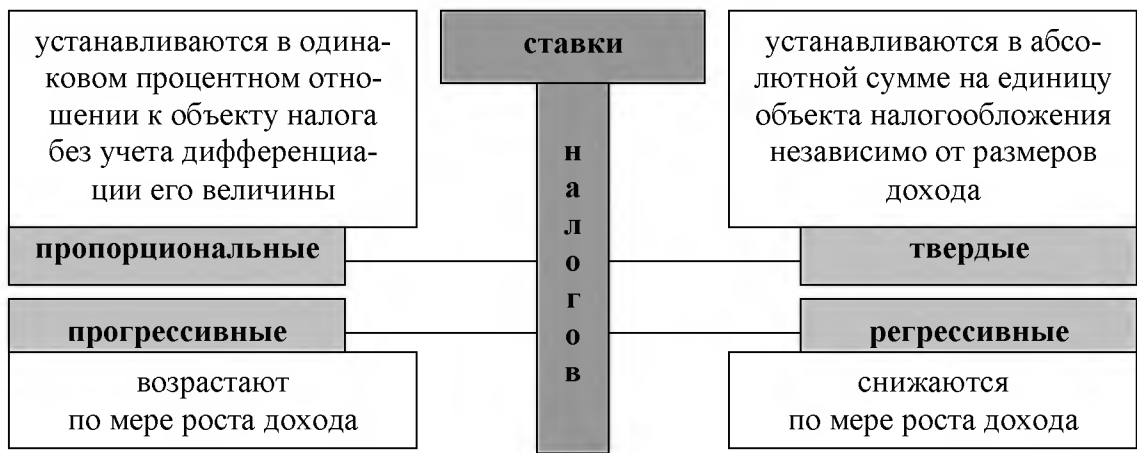 устанавливаются в одина-
ковом процентном отно-
шении к объекту налога
без учета дифференциа-
ции его величины
пропорциональные
прогрессивные
возрастают
по мере роста дохода
ставки
н
а
л
о
г
о
в
устанавливаются в абсо-
лютной сумме на единицу
объекта налогообложения
независимо от размеров
дохода
твердые
регрессивные
снижаются
по мере роста дохода